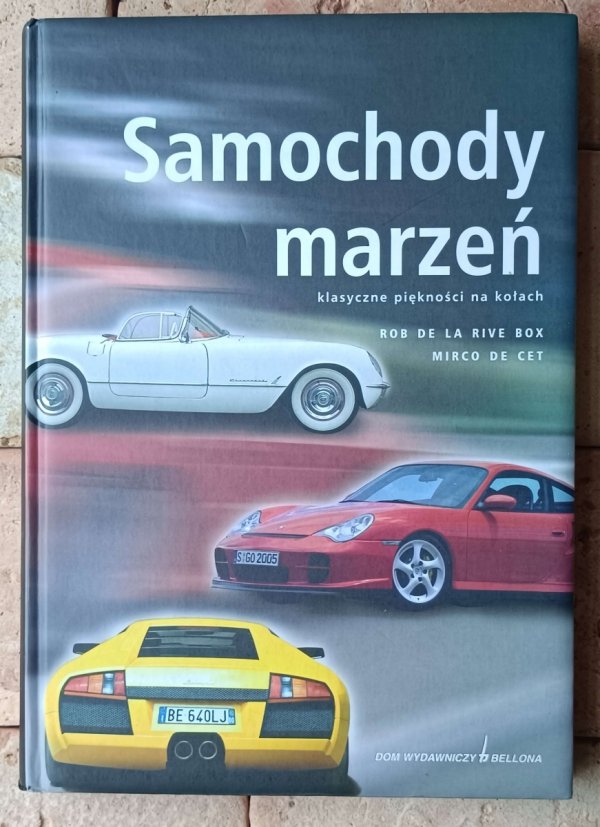 Samochody
marzeń
klasyczne piękności na kołach
ROB DE LA RIVE BOX
MIRCO DE CET
S GO 2005
BE 640LJ
DOM WYDAWNICZY BELLONA